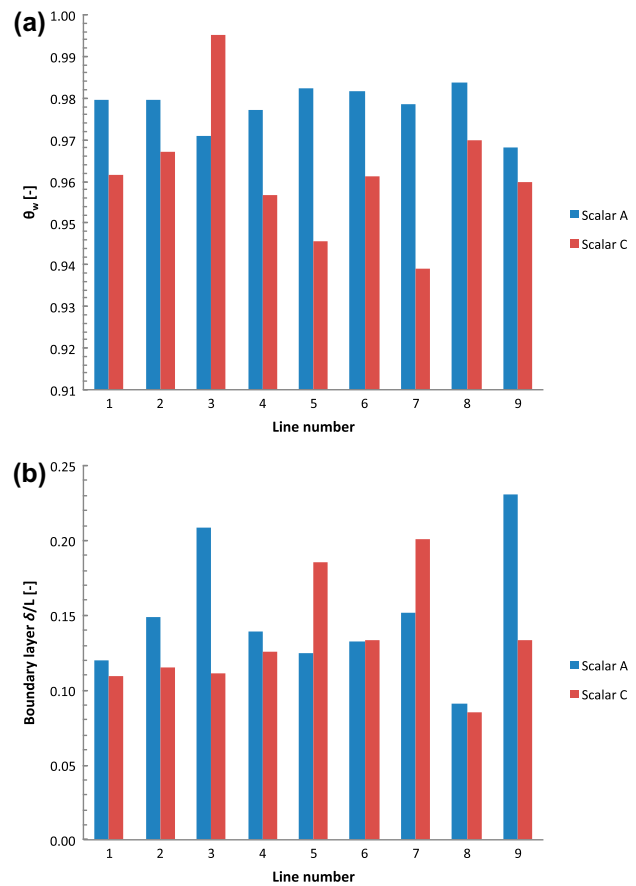 (a)
1.00
0.99
0.98
0.97
0.96
0.95
0.94
0.93
0.92
0.91
θw [-]
1 2 3 4 5 6 7 8 9
Line number
Scalar A
Scalar C
(b)
0.25
0.20
0.15
0.10
0.05
0.00
Boundary layer δ/L [-]
1 2 3 4 5 6 7 8 9
Line number
Scalar A
Scalar C